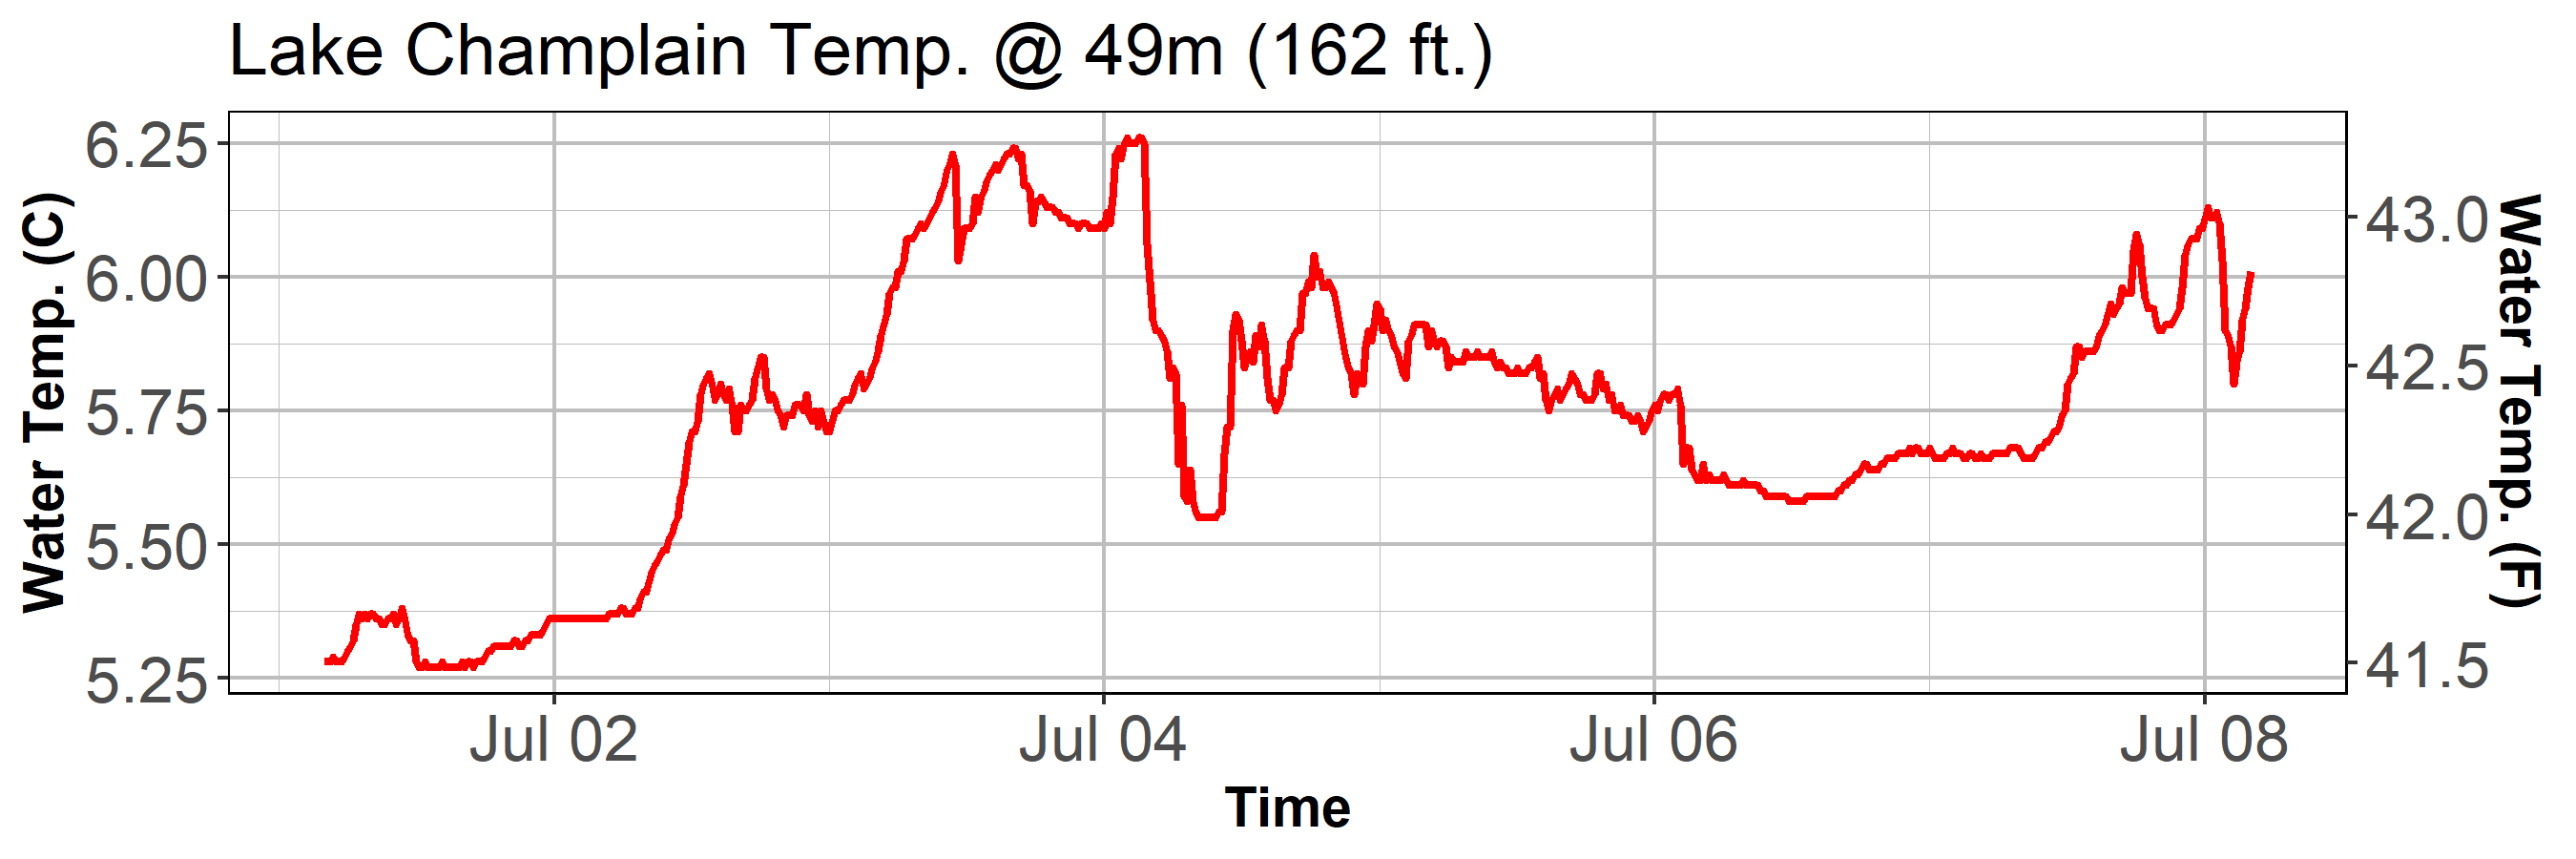 Lake Champlain Temp. @ 49m (162 ft.)
Water Temp. (C)
6.25
6.00
5.75
5.50
5.25
43.0
42.5
42.0
41.5
Water Temp. (F)
Jul 02 Jul 04 Jul 06 Jul 08
Time